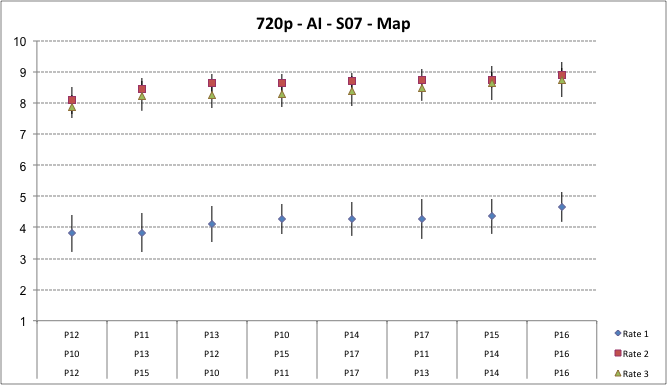 720p - AI - S07 - Map
10
9
8
7
6
5
4
3
2
1
P12 P11 P13 P10 P14 P17 P15 P16
P10 P13 P12 P15 P17 P11 P14 P16
P12 P15 P10 P11 P17 P13 P14 P16
Rate 1
Rate 2
Rate 3